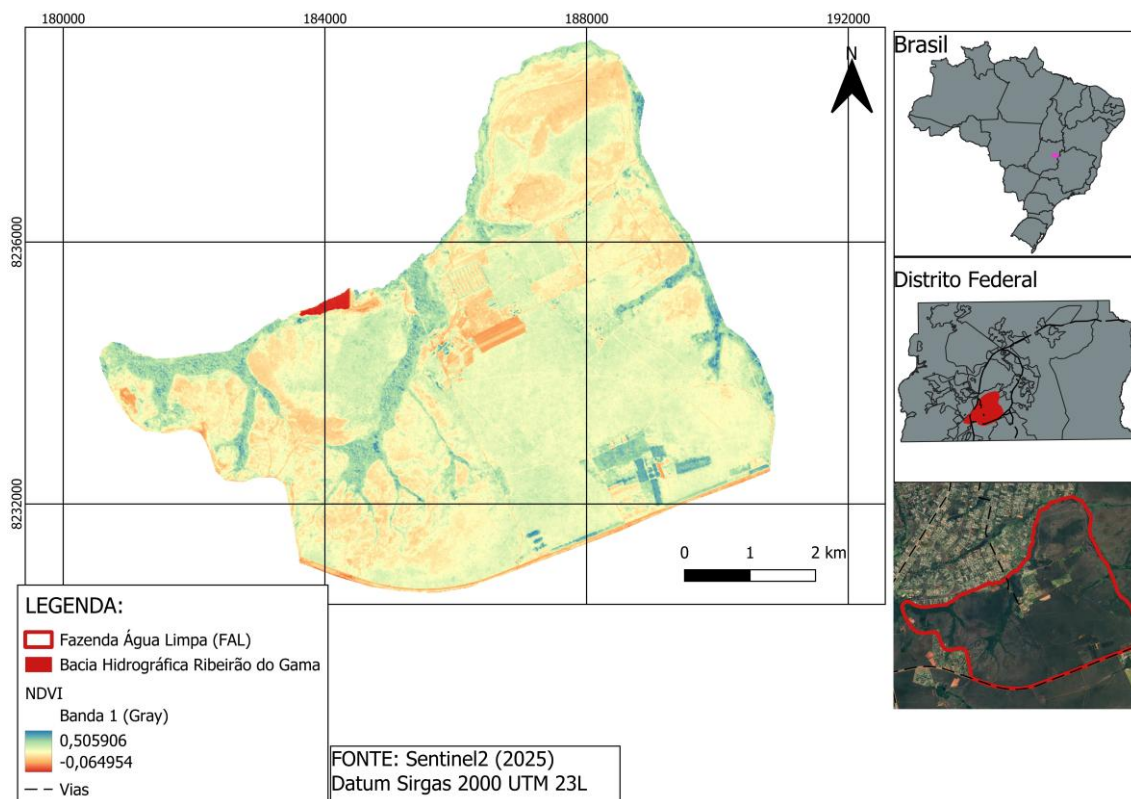 180000
184000
188000
192000
N
8236000
8232000
0
2 km
1
Brasil
Distrito Federal
LEGENDA:
Fazenda Água Limpa (FAL)
Bacia Hidrográfica Ribeirão do Gama
NDVI
Banda 1 (Gray)
0,505906
-0,064954
Vias
FONTE: Sentinel2 (2025)
Datum Sirgas 2000 UTM 23L